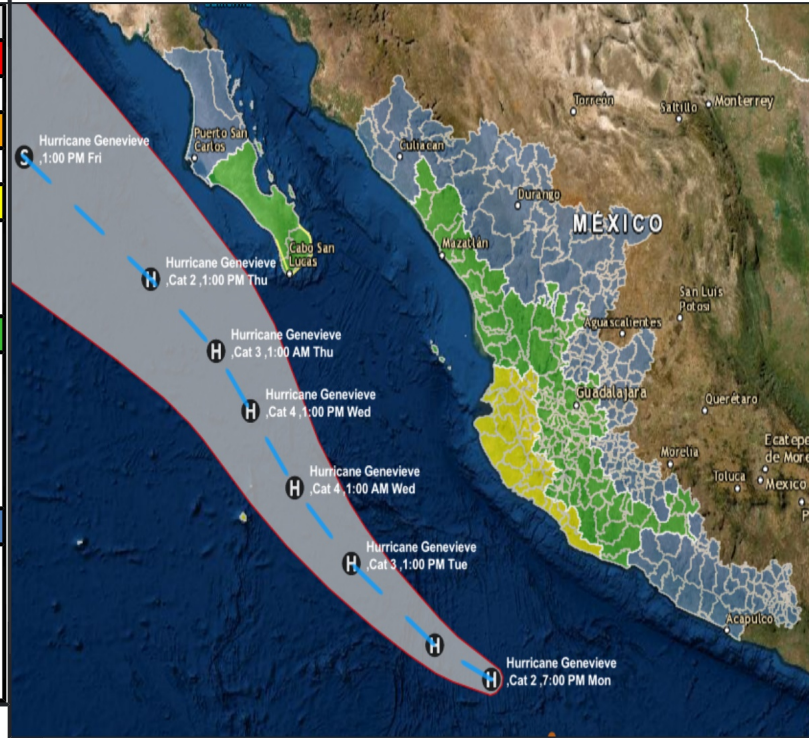 Torreón
Saltillo
Monterrey
Hurricane Genevieve
,1:00 PM Fri
Puerto San
Carlos
Culiacán
Durango
MÉXICO
Cabo San
Lucas
Mazatlán
Hurricane Genevieve
,Cat 2 ,1:00 PM Thu
San Luis
Potosi
Aguascalientes
Hurricane Genevieve
,Cat 3 ,1:00 AM Thu
Hurricane Genevieve
,Cat 4 ,1:00 PM Wed
Guadalajara
Querétaro
Morelia
Ecatepe
de More
Toluca
Mexico
P
Hurricane Genevieve
,Cat 4 ,1:00 AM Wed
Hurricane Genevieve
,Cat 3 ,1:00 PM Tue
Acapulco
Hurricane Genevieve
,Cat 2 ,7:00 PM Mon
S
H
H
H
H
H
H
H